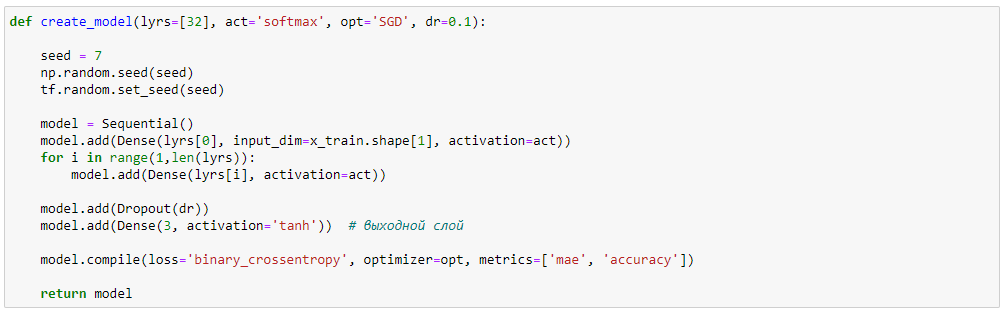 def create_model(lyrs=[32], act='softmax', opt='SGD', dr=0.1):
seed = 7
np.random.seed(seed)
tf.random.set_seed(seed)
model = Sequential()
model.add(Dense(lyrs[0], input_dim=x_train.shape[1], activation=act))
for i in range(1,len(lyrs)):
model.add(Dense(lyrs[i], activation=act))
model.add(Dropout(dr))
model.add(Dense(3, activation='tanh'))  # выходной слой
model.compile(loss='binary_crossentropy', optimizer=opt, metrics=['mae', 'accuracy'])
return model